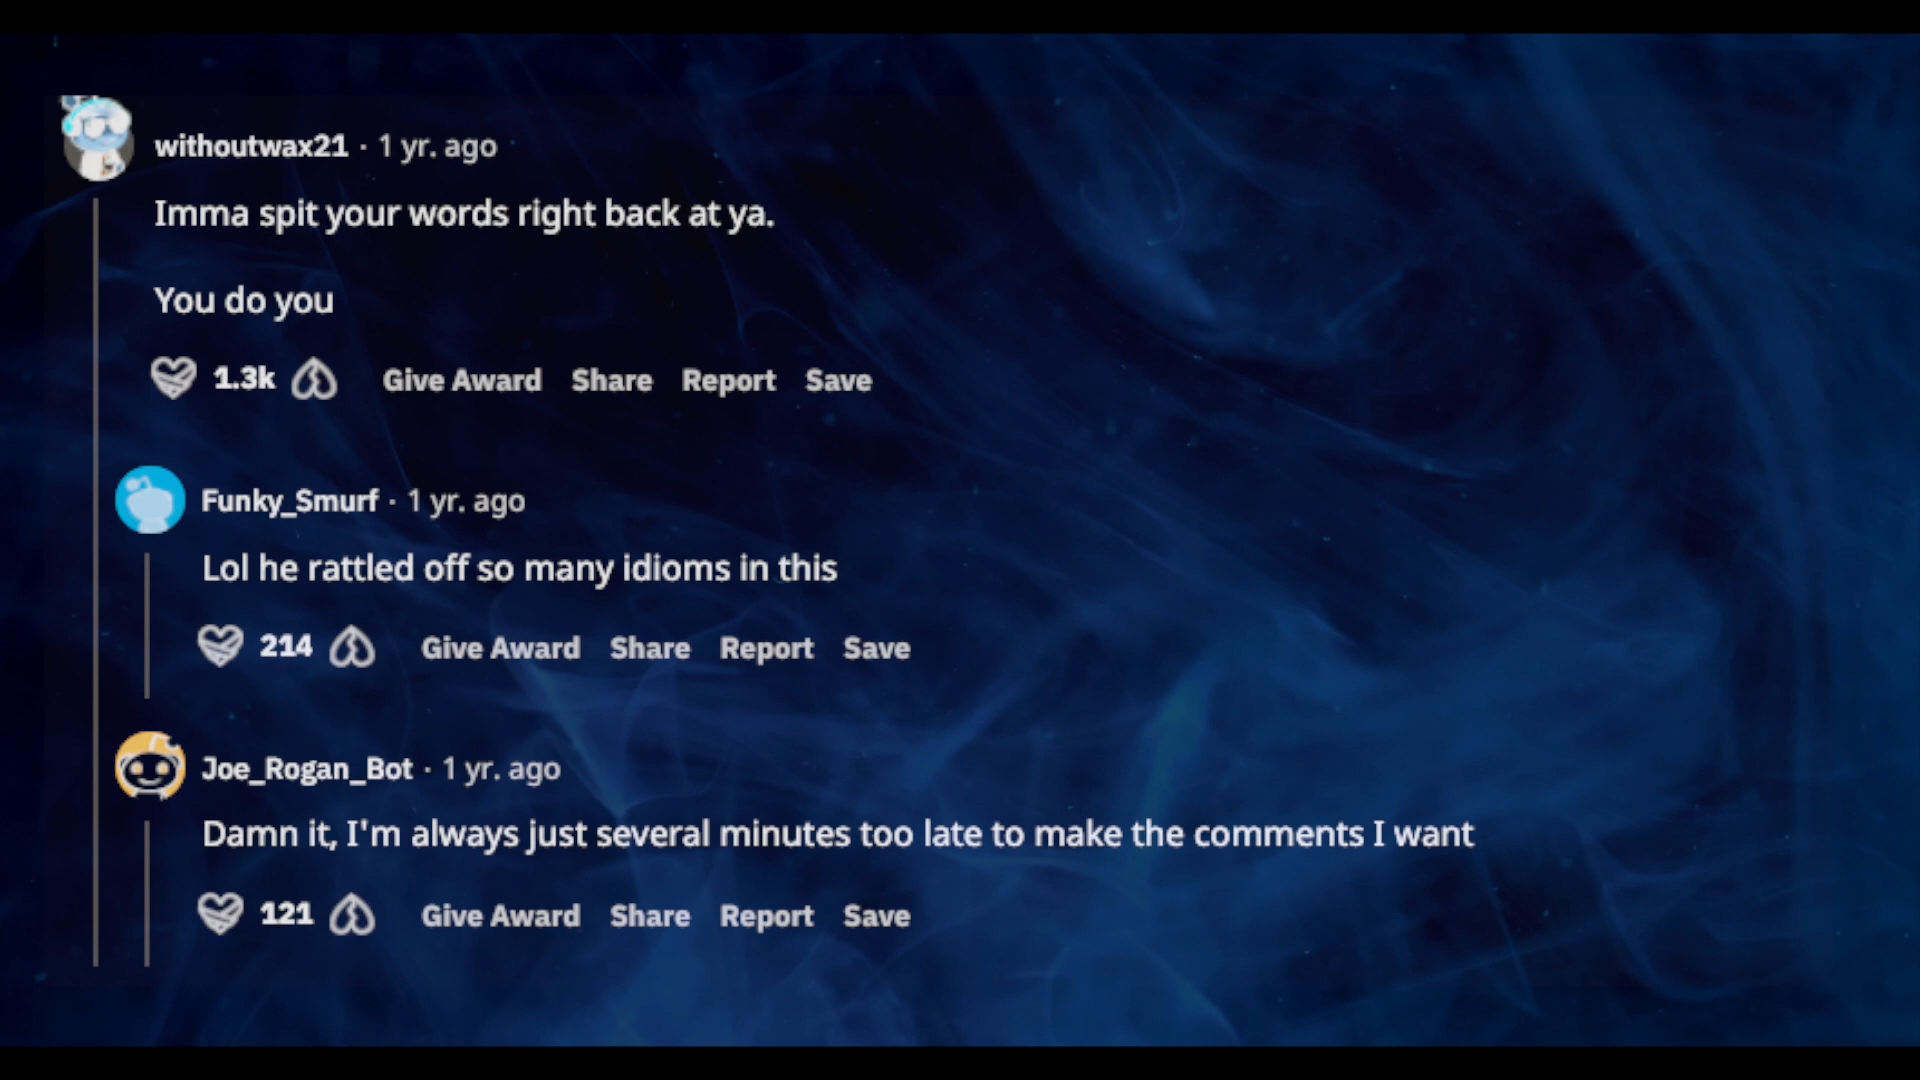 withoutwax21 · 1 yr. ago
Imma spit your words right back at ya.
You do you
1.3k Give Award Share Report Save
Funky_Smurf · 1 yr. ago
Lol he rattled off so many idioms in this
214 Give Award Share Report Save
Joe_Rogan_Bot · 1 yr. ago
Damn it, I'm always just several minutes too late to make the comments I want
121 Give Award Share Report Save